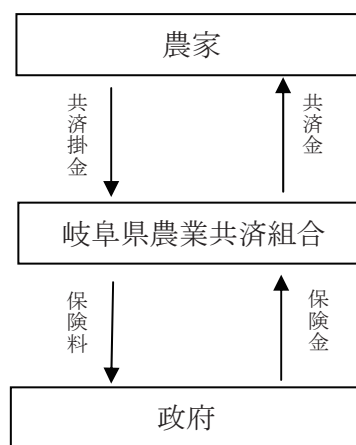 農家
共済掛金
共済金
岐阜県農業共済組合
保険料
保険金
政府